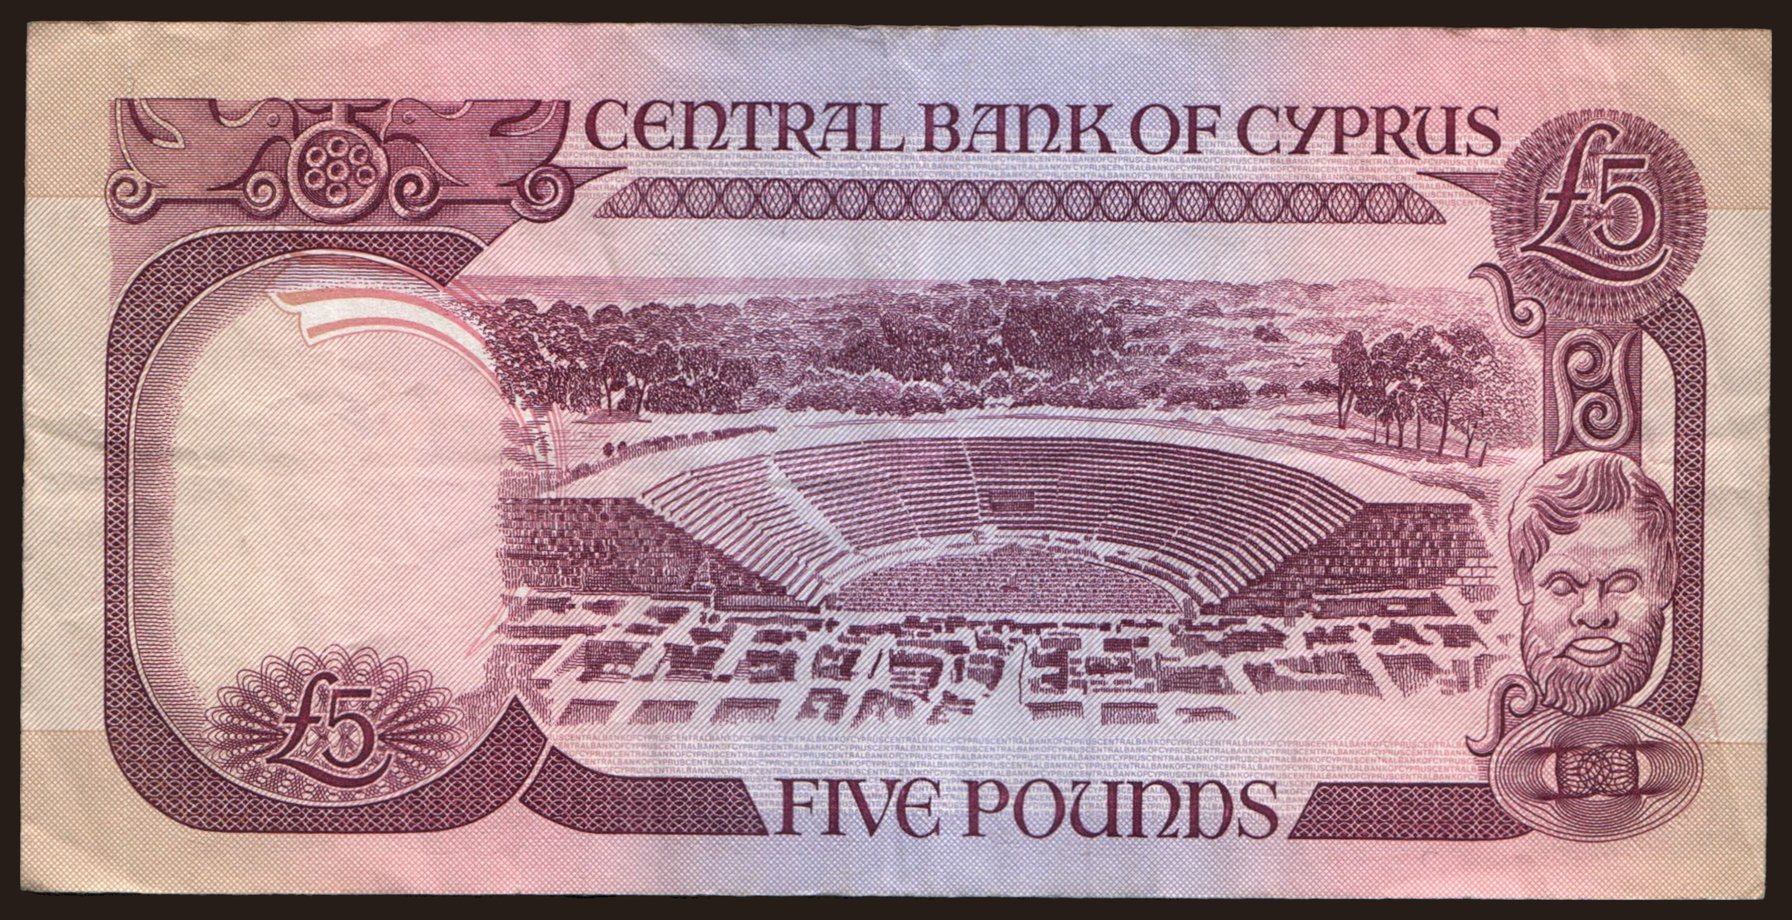 CENTRAL BANK OF CYPRUS
£5
£5
FIVE POUNDS